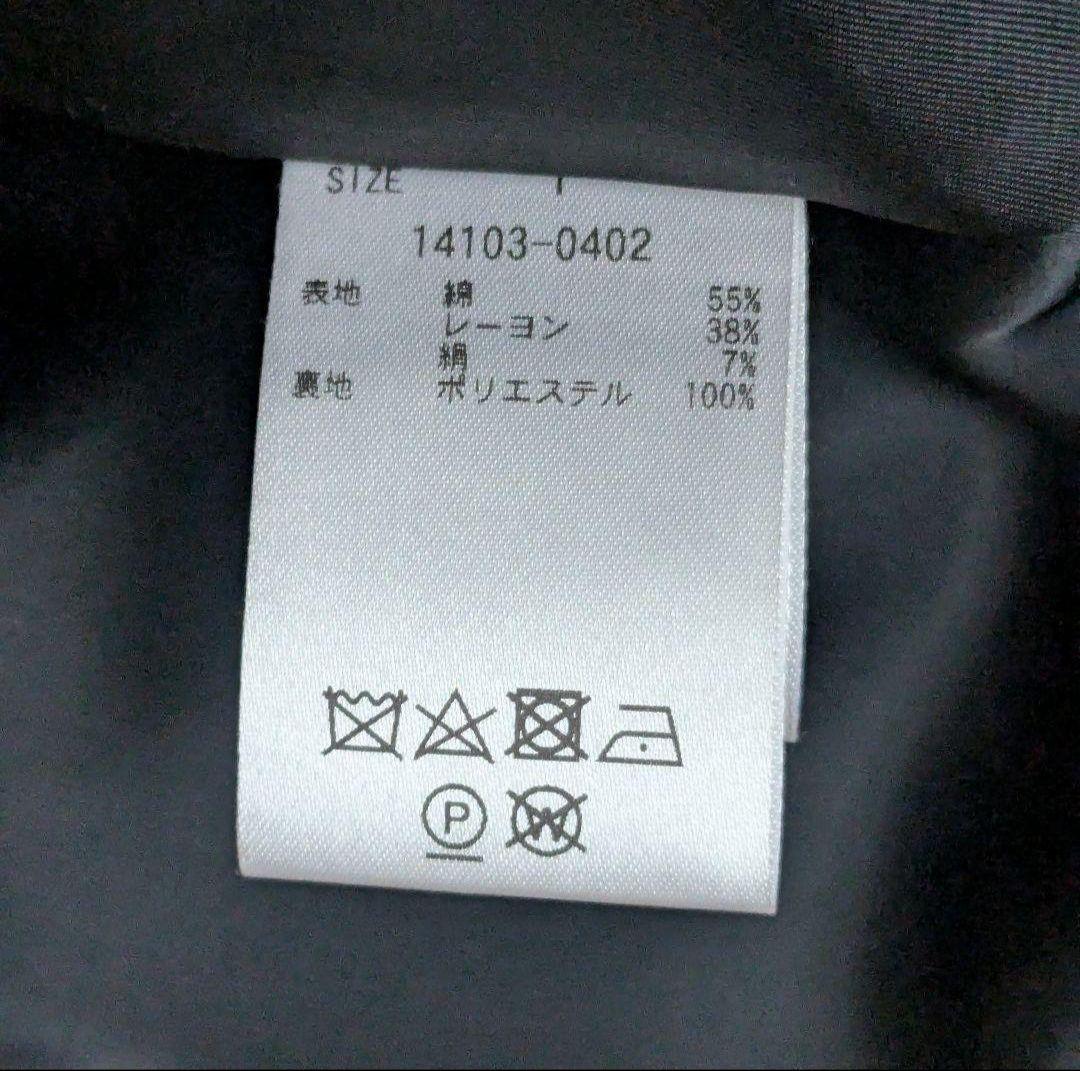 SIZE
14103-0402
表地 綿 55%
レーヨン 38%
絹 7%
裏地 ポリエステル 100%
P
W